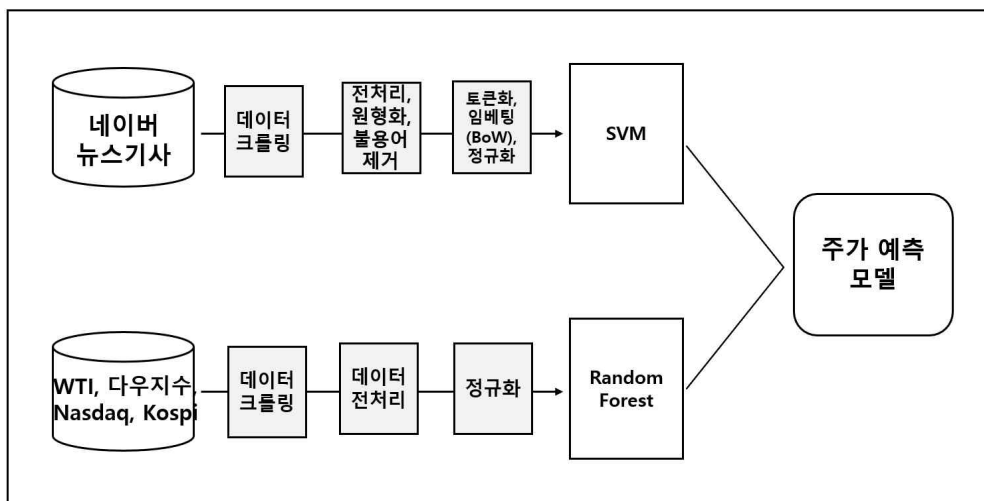 네이버
뉴스기사
데이터
크롤링
전처리,
원형화,
불용어
제거
토큰화,
임베팅
(BoW),
정규화
SVM
주가 예측
모델
WTI, 다우지수,
Nasdaq, Kospi
데이터
크롤링
데이터
전처리
정규화
Random
Forest